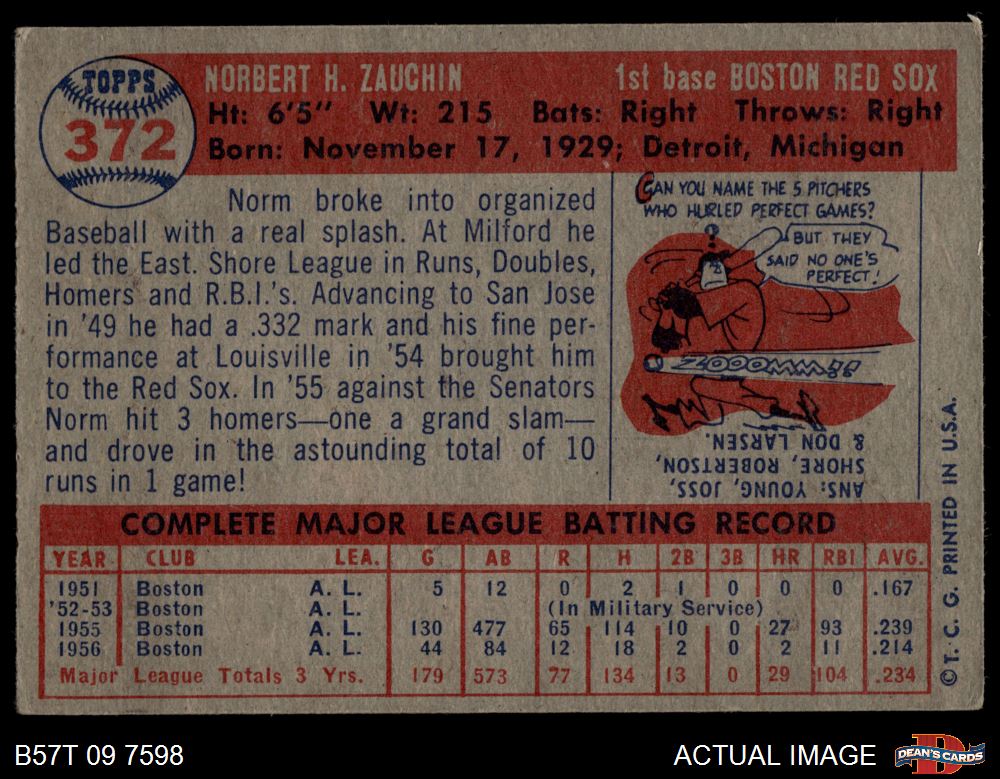 TOPPS
372
NORBERT H. ZAUCHIN 1st base BOSTON RED SOX
Ht: 6'5" Wt: 215 Bats: Right Throws: Right
Born: November 17, 1929; Detroit, Michigan
Norm broke into organized
Baseball with a real splash. At Milford he
led the East. Shore League in Runs, Doubles,
Homers and R.B.I.'s. Advancing to San Jose
in '49 he had a .332 mark and his fine per-
formance at Louisville in '54 brought him
to the Red Sox. In '55 against the Senators
Norm hit 3 homers—one a grand slam—
and drove in the astounding total of 10
runs in 1 game!
CAN YOU NAME THE 5 PITCHERS
WHO HURLED PERFECT GAMES?
BUT THEY
SAID NO ONE'S
PERFECT!
ZOOOMM!!
ANS: YOUNG, JOSS,
SHORE, ROBERTSON,
& DON LARSEN.
COMPLETE MAJOR LEAGUE BATTING RECORD
YEAR CLUB LEA. G AB R H 2B 3B HR RBI AVG.
1951 Boston A. L. 5 12 0 2 1 0 0 0 .167
'52-53 Boston A. L. (In Military Service)
1955 Boston A. L. 130 477 65 114 10 0 27 93 .239
1956 Boston A. L. 44 84 12 18 2 0 2 11 .214
Major League Totals 3 Yrs. 179 573 77 134 13 0 29 104 .234
©T. C. G. PRINTED IN U.S.A.
B57T 09 7598
ACTUAL IMAGE
D
DEAN'S CARDS